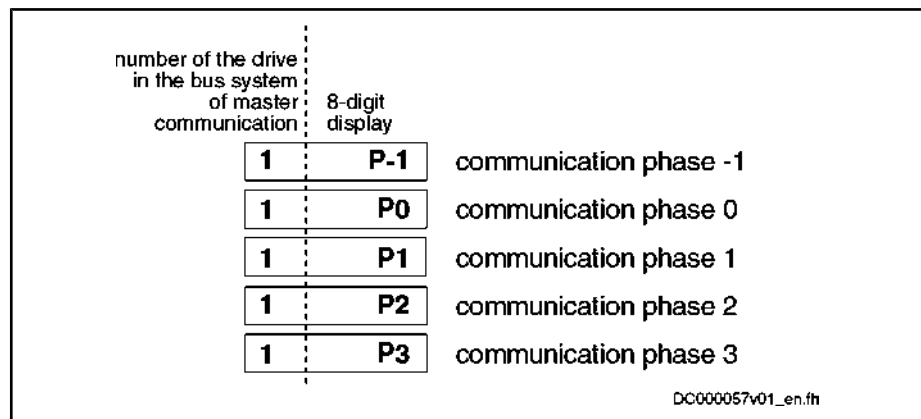 number of the drive
in the bus system
of master
communication
8-digit
display
1 P-1 communication phase -1
1 P0 communication phase 0
1 P1 communication phase 1
1 P2 communication phase 2
1 P3 communication phase 3
DC000057v01_en.fh